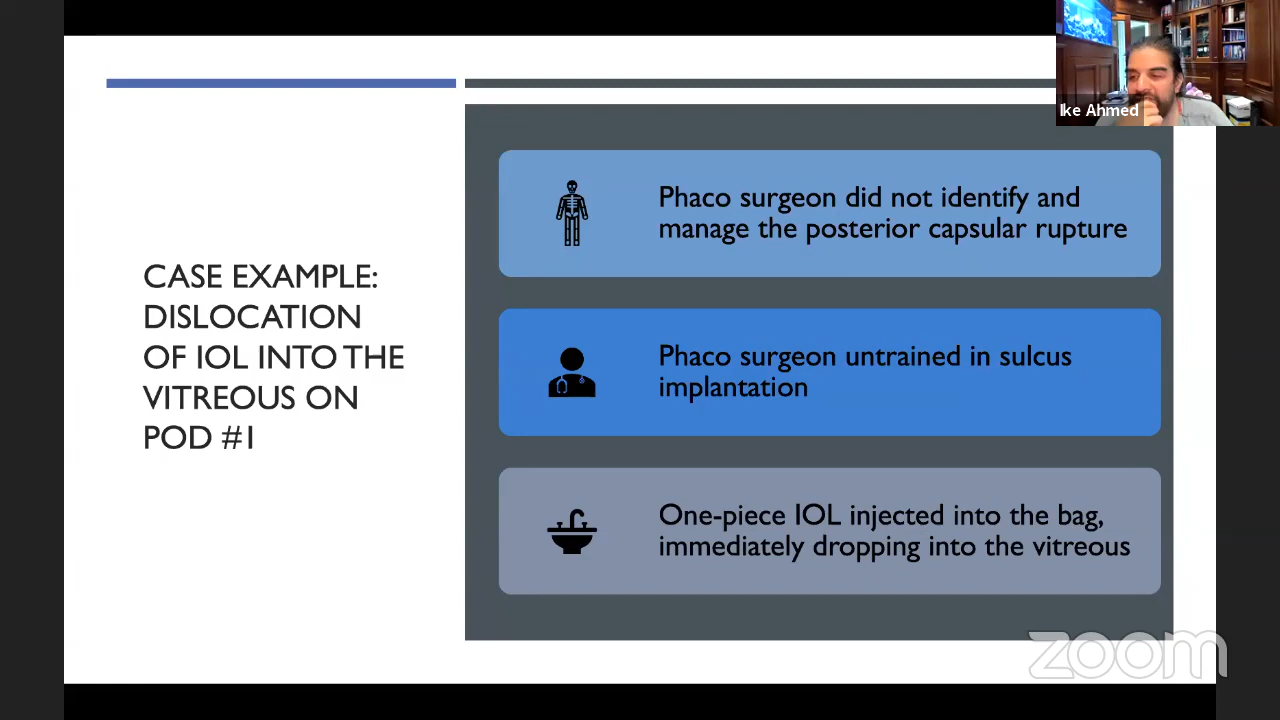 Ike Ahmed
CASE EXAMPLE:
DISLOCATION
OF IOL INTO THE
VITREOUS ON
POD #1
Phaco surgeon did not identify and
manage the posterior capsular rupture
Phaco surgeon untrained in sulcus
implantation
One-piece IOL injected into the bag,
immediately dropping into the vitreous
zoom